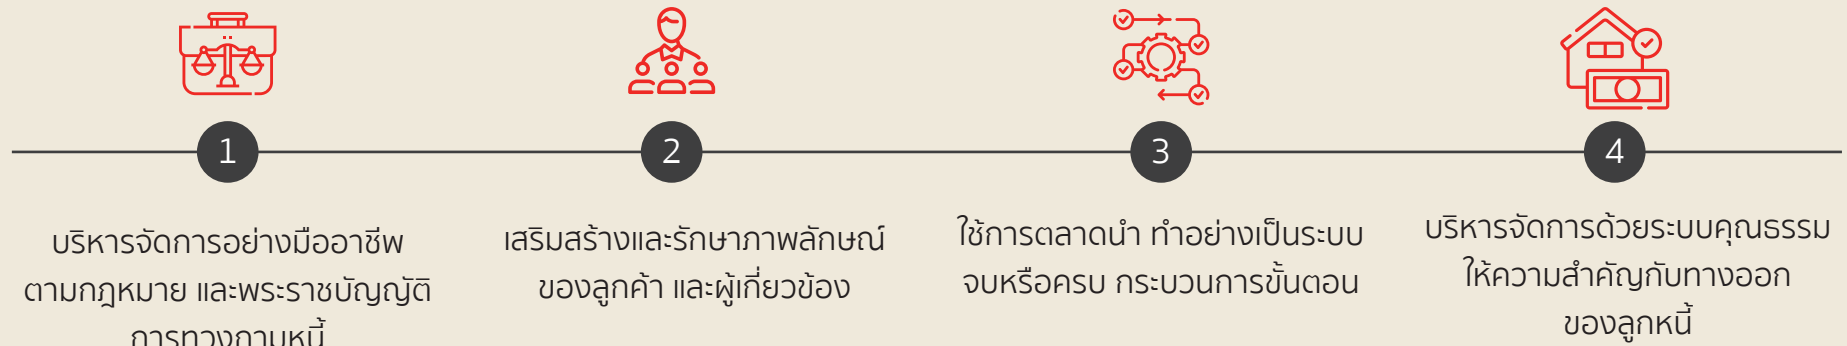 1
บริหารจัดการอย่างมืออาชีพ
ตามกฎหมาย และพระราชบัญญัติ
การทวงถามหนี้
2
เสริมสร้างและรักษาภาพลักษณ์
ของลูกค้า และผู้เกี่ยวข้อง
3
ใช้การตลาดนำ ทำอย่างเป็นระบบ
จบหรือครบ กระบวนการขั้นตอน
4
บริหารจัดการด้วยระบบคุณธรรม
ให้ความสำคัญกับทางออก
ของลูกหนี้